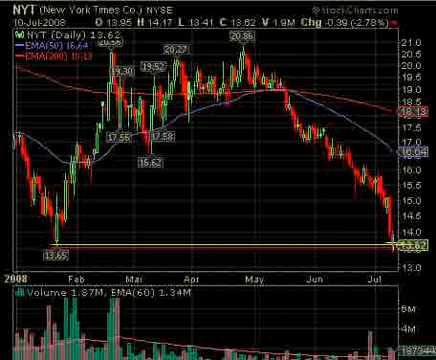 NYT (New York Times Co.) NYSE © StockCharts.com
10-Jul-2008 O 13.95 H 14.17 L 13.41 C 13.62 V 1.9M Chg -0.39 (-2.78%)
NYT (Daily) 13.62
EMA(50) 16.64
EMA(200) 18.13
20.56 20.27 20.86
19.30 19.52
17.55 17.58
16.62
13.65
21.0
20.5
20.0
19.5
19.0
18.5
18.13
17.5
17.0
16.0
15.5
15.0
14.5
14.0
13.62
13.0
2008 Feb Mar Apr May Jun Jul
Volume 1.87M, EMA(60) 1.34M
6M
4M